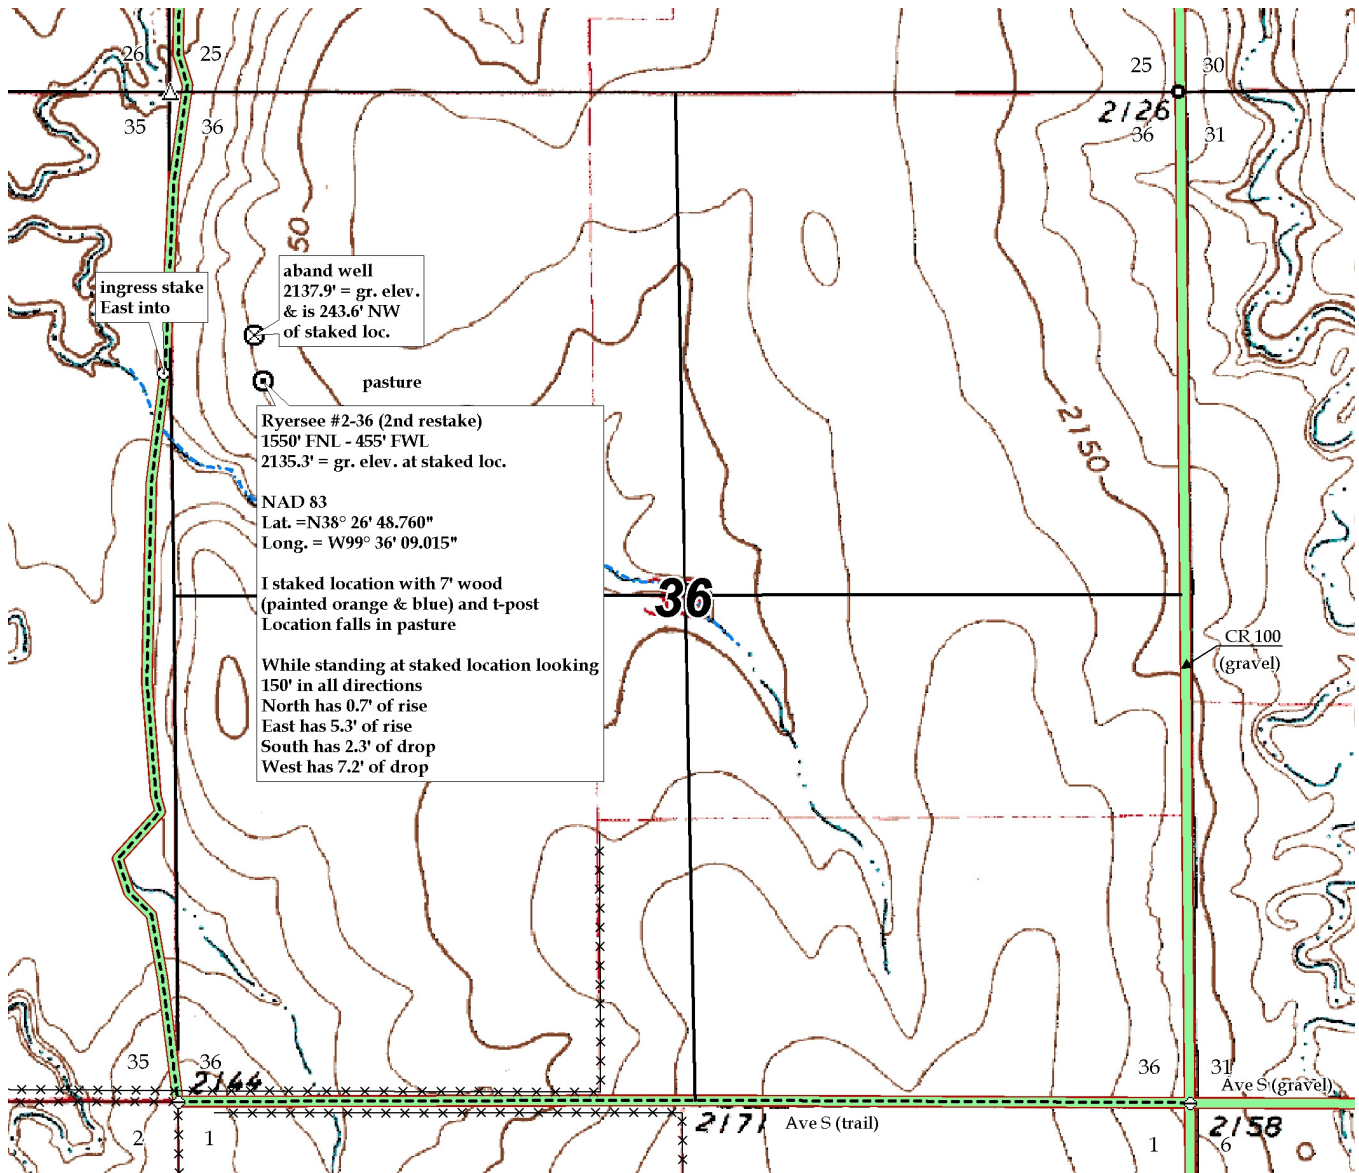 26
25
25
30
2126
35
36
36
31
50
aband well
2137.9' = gr. elev.
& is 243.6' NW
of staked loc.
ingress stake
East into
pasture
Ryersee #2-36 (2nd restake)
1550' FNL - 455' FWL
2135.3' = gr. elev. at staked loc.
NAD 83
Lat. =N38° 26' 48.760"
Long. = W99° 36' 09.015"
I staked location with 7' wood
(painted orange & blue) and t-post
Location falls in pasture
While standing at staked location looking
150' in all directions
North has 0.7' of rise
East has 5.3' of rise
South has 2.3' of drop
West has 7.2' of drop
2150
36
CR 100
(gravel)
35
36
2144
36
31
Ave S (gravel)
2171
Ave S (trail)
2158
2
1
1
6